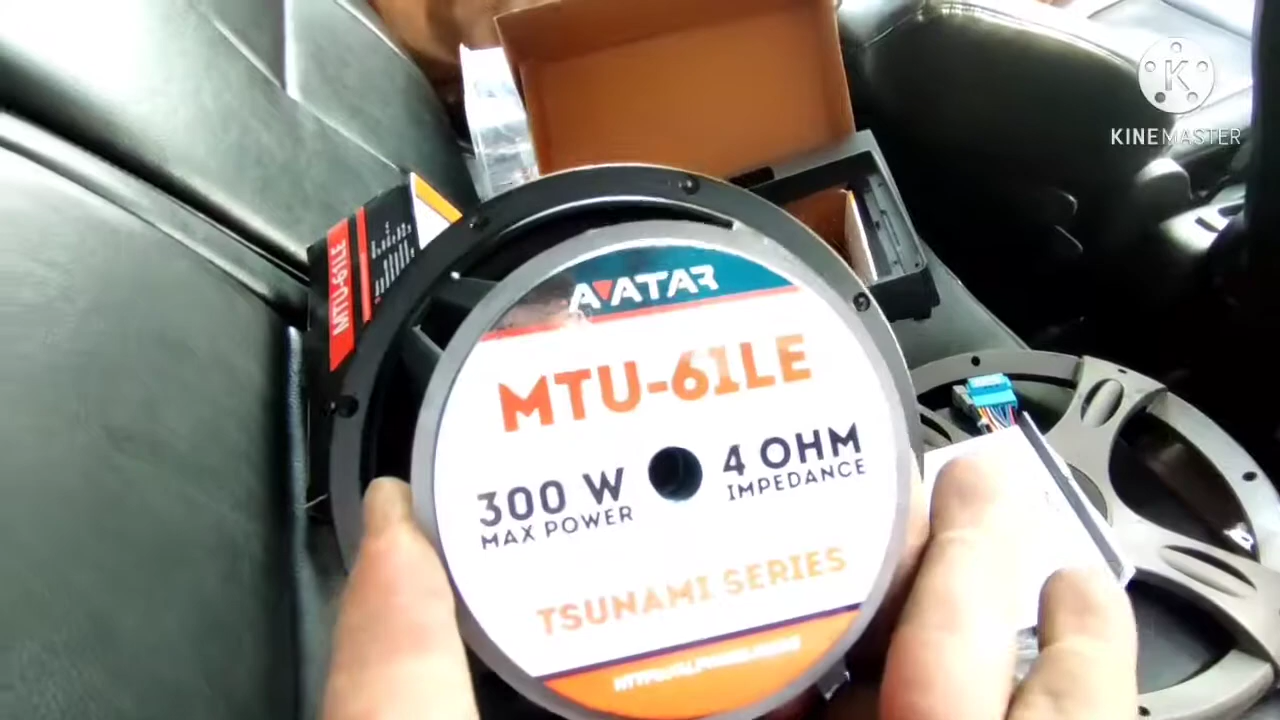 K
KINEMASTER
MTU-61LE
AVATAR
MTU-61LE
300 W
MAX POWER
4 OHM
IMPEDANCE
TSUNAMI SERIES